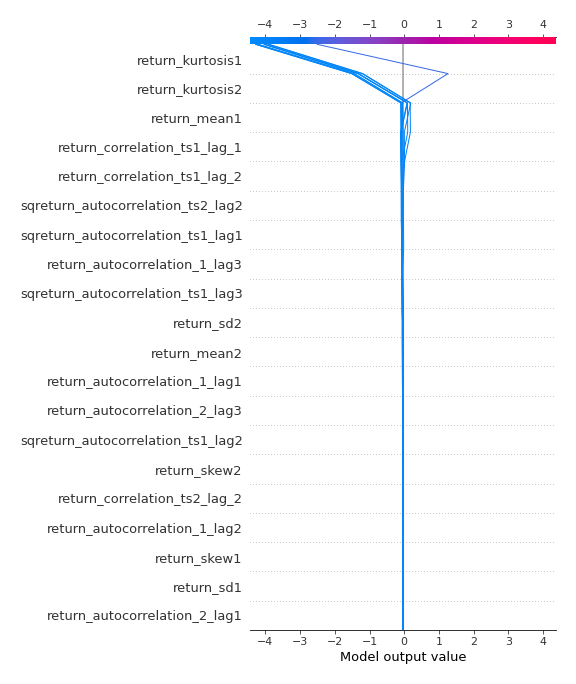 −4 −3 −2 −1 0 1 2 3 4
return_kurtosis1
return_kurtosis2
return_mean1
return_correlation_ts1_lag_1
return_correlation_ts1_lag_2
sqreturn_autocorrelation_ts2_lag2
sqreturn_autocorrelation_ts1_lag1
return_autocorrelation_1_lag3
sqreturn_autocorrelation_ts1_lag3
return_sd2
return_mean2
return_autocorrelation_1_lag1
return_autocorrelation_2_lag3
sqreturn_autocorrelation_ts1_lag2
return_skew2
return_correlation_ts2_lag_2
return_autocorrelation_1_lag2
return_skew1
return_sd1
return_autocorrelation_2_lag1
−4 −3 −2 −1 0 1 2 3 4
Model output value